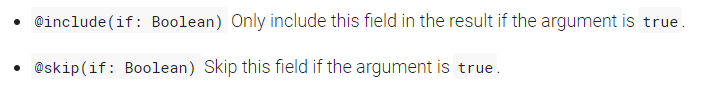 • @include(if: Boolean) Only include this field in the result if the argument is true.
• @skip(if: Boolean) Skip this field if the argument is true.